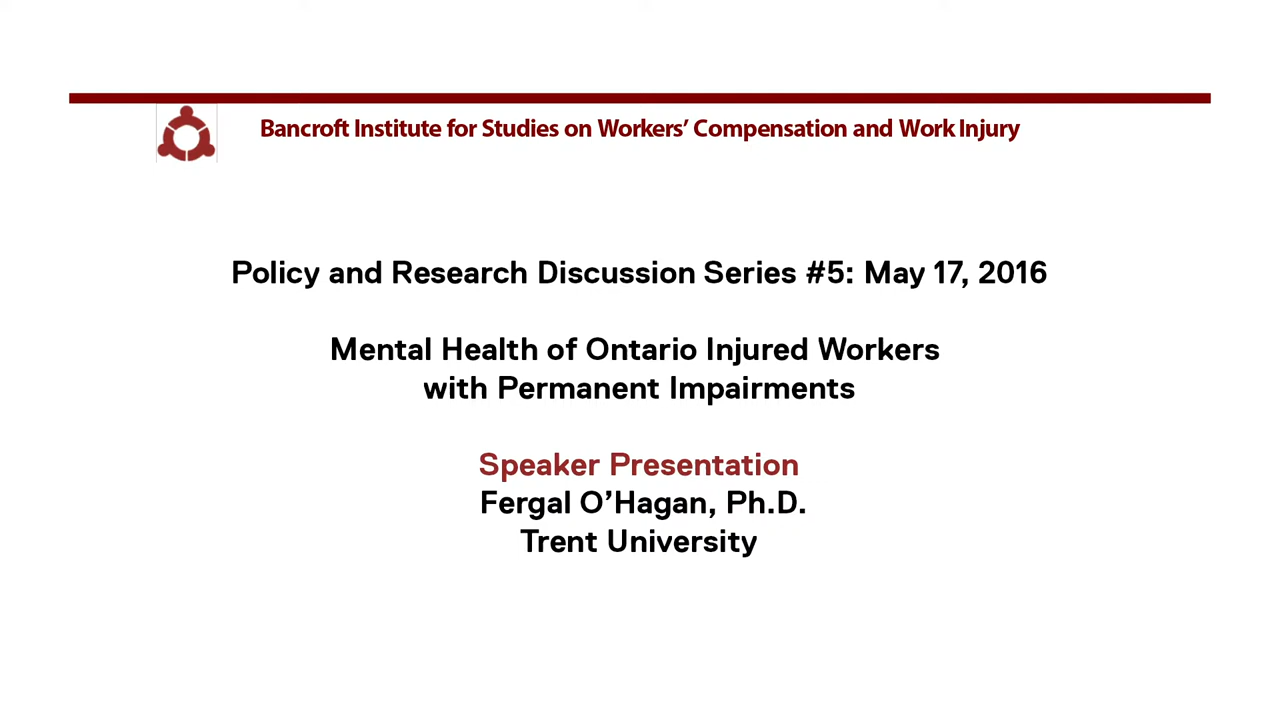 Bancroft Institute for Studies on Workers’ Compensation and Work Injury
Policy and Research Discussion Series #5: May 17, 2016
Mental Health of Ontario Injured Workers
with Permanent Impairments
Speaker Presentation
Fergal O’Hagan, Ph.D.
Trent University